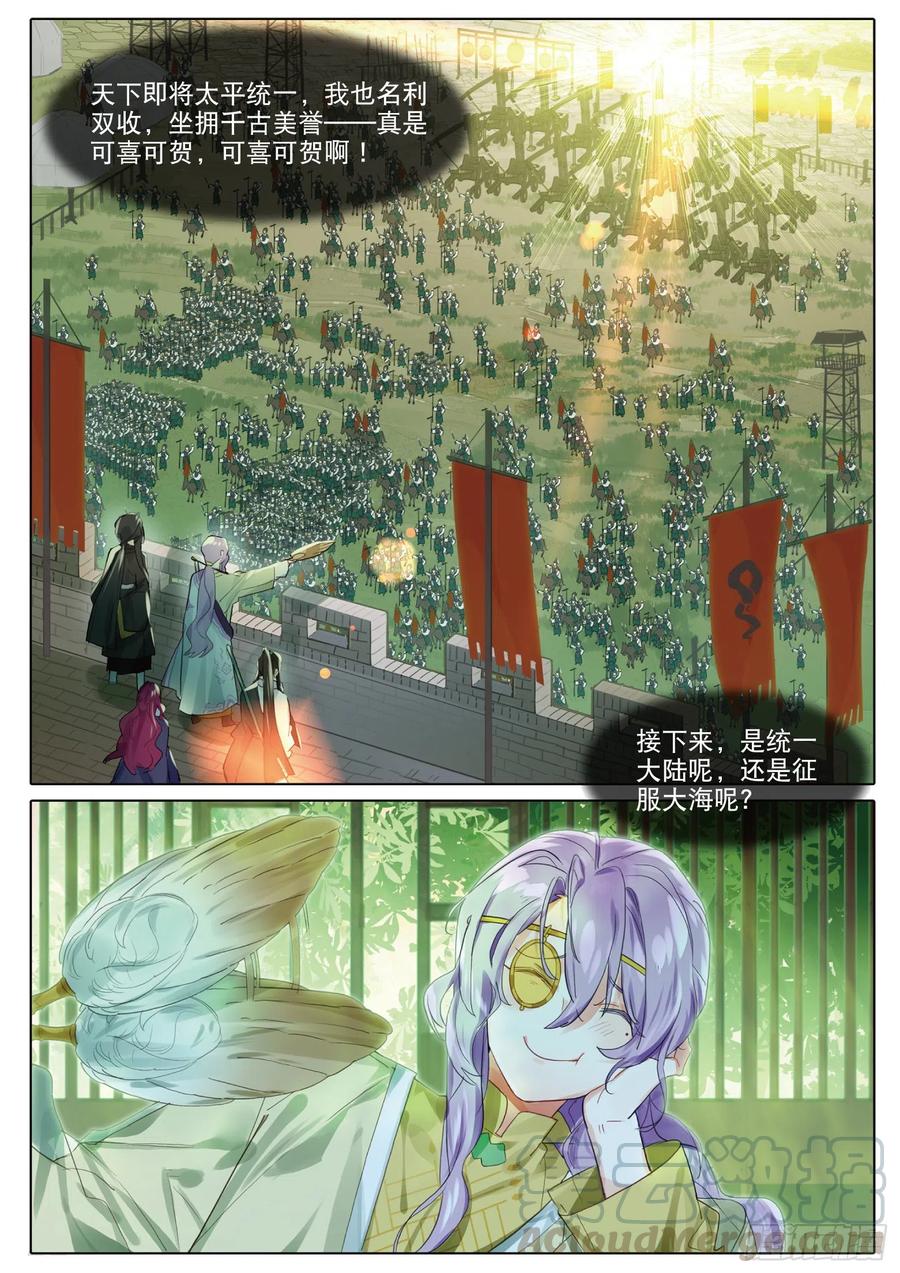 天下即将太平统一，我也名利
双收，坐拥千古美誉——真是
可喜可贺，可喜可贺啊！
接下来，是统一
大陆呢，还是征
服大海呢？
AcloudMerge.com